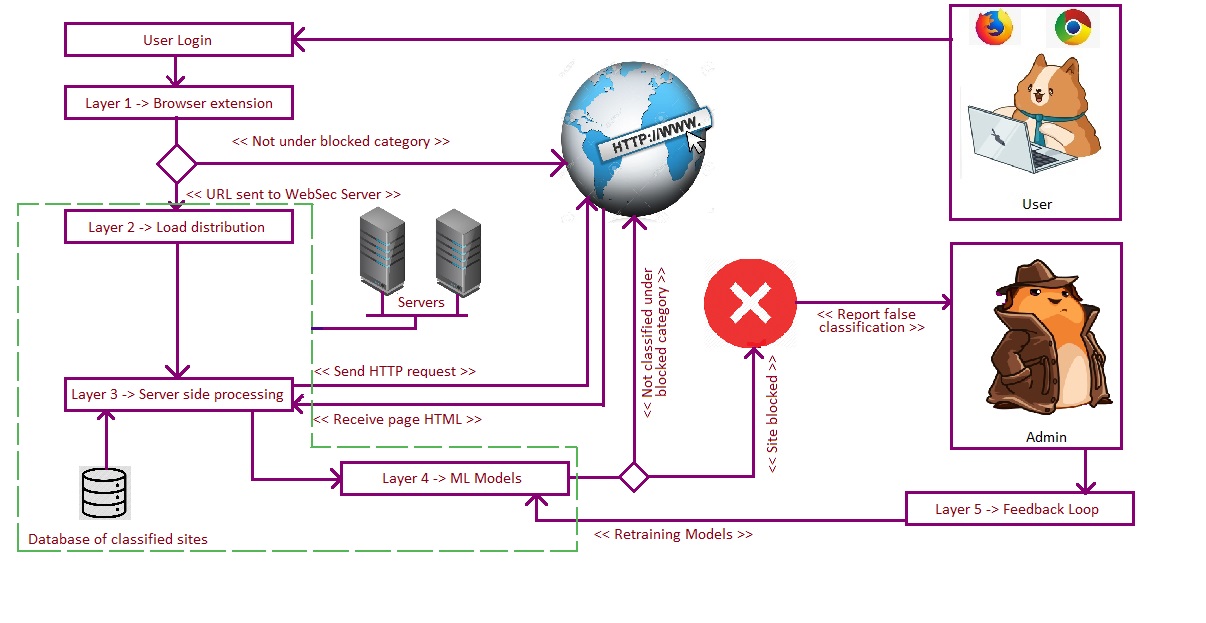 User Login
Layer 1 -> Browser extension
<< Not under blocked category >>
<< URL sent to WebSec Server >>
Layer 2 -> Load distribution
Servers
HTTP://WWW.
User
<< Not classified under
blocked category >>
<< Report false
classification >>
<< Send HTTP request >>
Layer 3 -> Server side processing
<< Receive page HTML >>
<< Site blocked >>
Admin
Layer 4 -> ML Models
Layer 5 -> Feedback Loop
<< Retraining Models >>
Database of classified sites